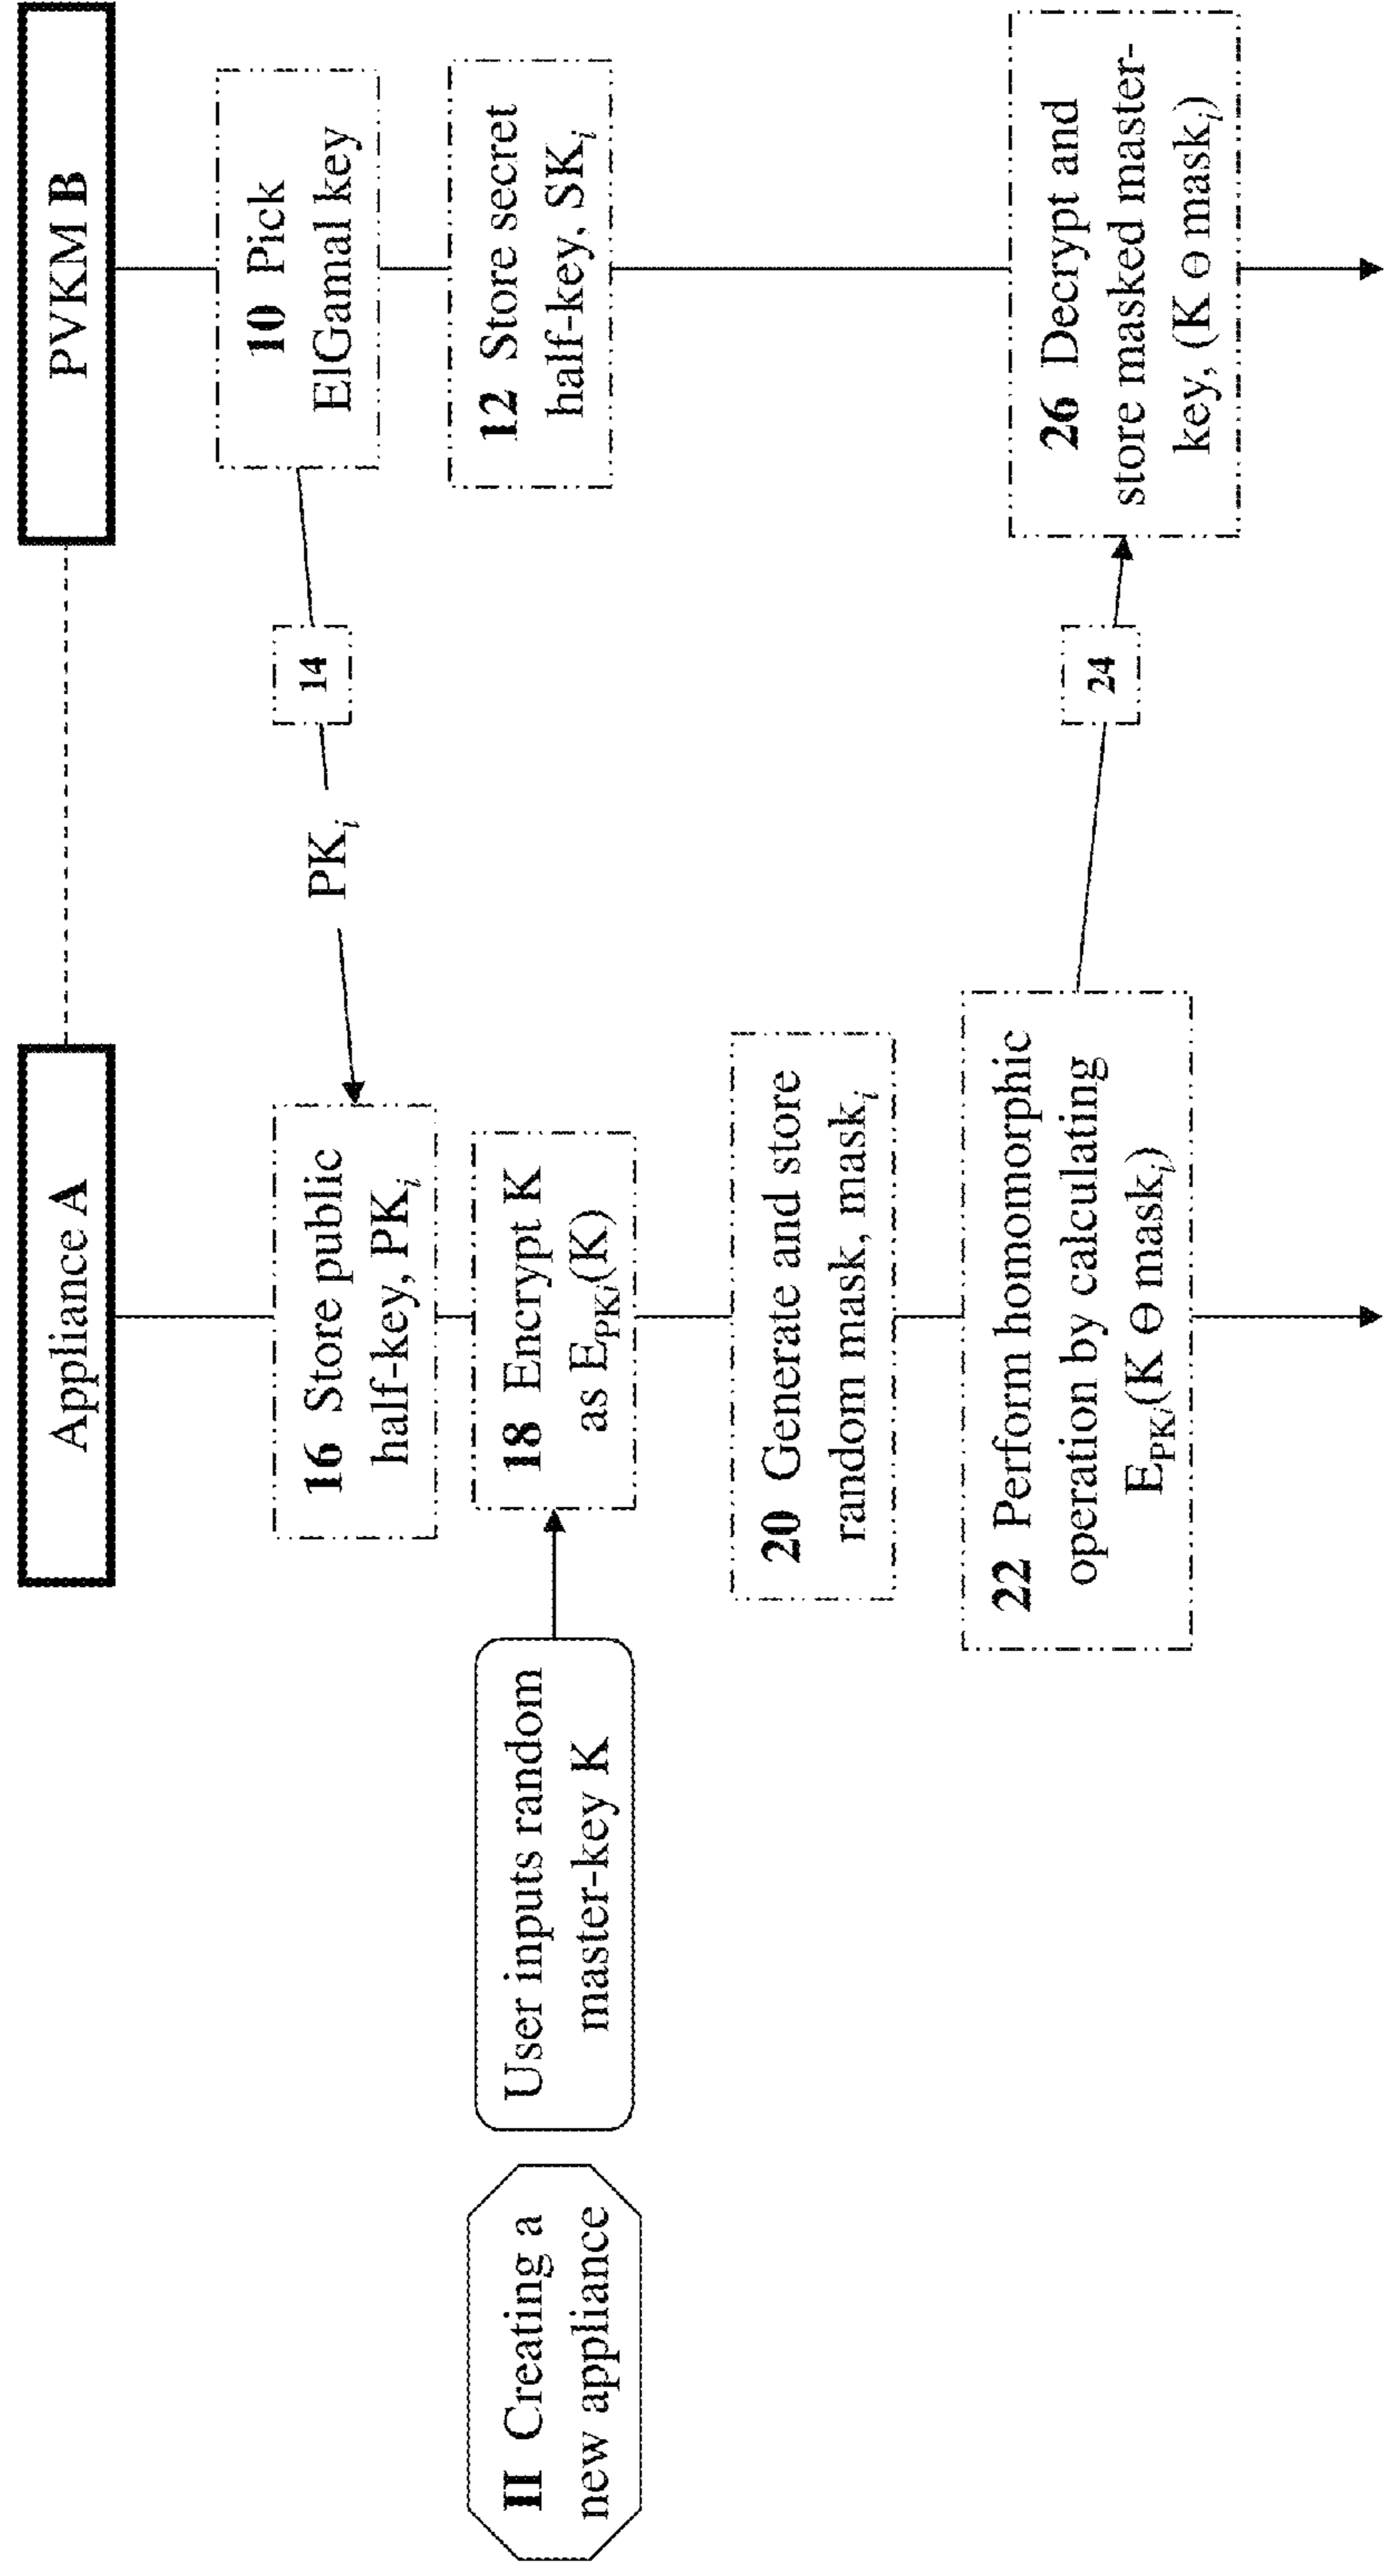 Appliance A
PVKM B
10 Pick
ElGamal key
14
PKi
16 Store public
half-key, PKi
12 Store secret
half-key, SKi
II Creating a
new appliance
User inputs random
master-key K
18 Encrypt K
as EPKi(K)
20 Generate and store
random mask, maski
22 Perform homomorphic
operation by calculating
EPKi(K Θ maski)
24
26 Decrypt and
store masked master-
key, (K Θ maski)